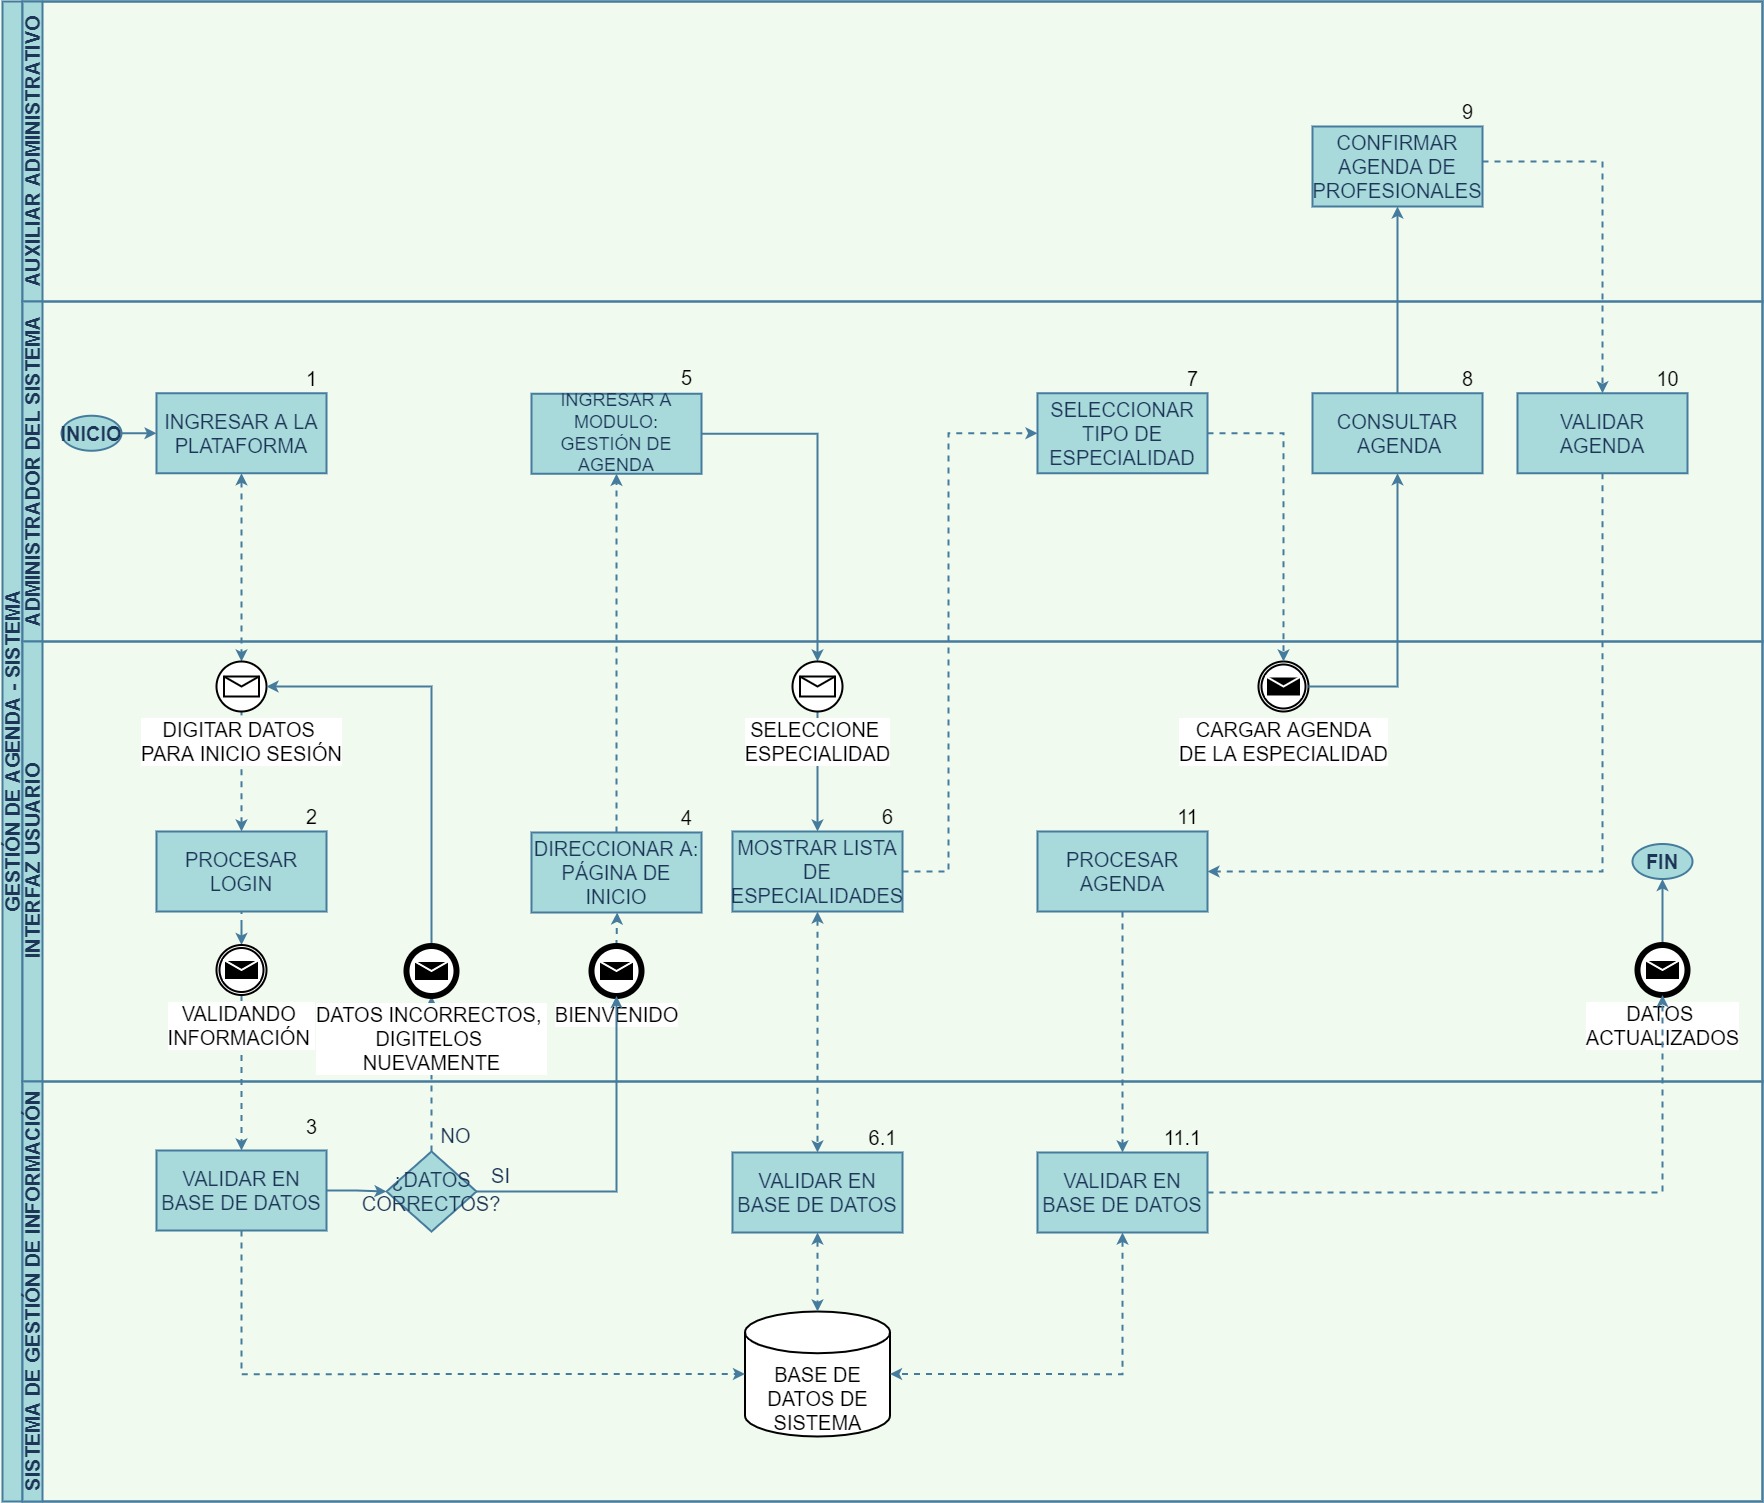 GESTIÓN DE AGENDA - SISTEMA
AUXILIAR ADMINISTRATIVO
9
CONFIRMAR
AGENDA DE
PROFESIONALES
ADMINISTRADOR DEL SISTEMA
INICIO
1
INGRESAR A LA
PLATAFORMA
5
INGRESAR A
MODULO:
GESTIÓN DE
AGENDA
7
SELECCIONAR
TIPO DE
ESPECIALIDAD
8
CONSULTAR
AGENDA
10
VALIDAR
AGENDA
INTERFAZ USUARIO
DIGITAR DATOS
PARA INICIO SESIÓN
SELECCIONE
ESPECIALIDAD
CARGAR AGENDA
DE LA ESPECIALIDAD
2
PROCESAR
LOGIN
4
DIRECCIONAR A:
PÁGINA DE
INICIO
6
MOSTRAR LISTA
DE
ESPECIALIDADES
11
PROCESAR
AGENDA
FIN
VALIDANDO
INFORMACIÓN
DATOS INCORRECTOS,
DIGITELOS
NUEVAMENTE
BIENVENIDO
DATOS
ACTUALIZADOS
SISTEMA DE GESTIÓN DE INFORMACIÓN
3
VALIDAR EN
BASE DE DATOS
NO
¿DATOS
CORRECTOS?
SI
6.1
VALIDAR EN
BASE DE DATOS
11.1
VALIDAR EN
BASE DE DATOS
BASE DE
DATOS DE
SISTEMA